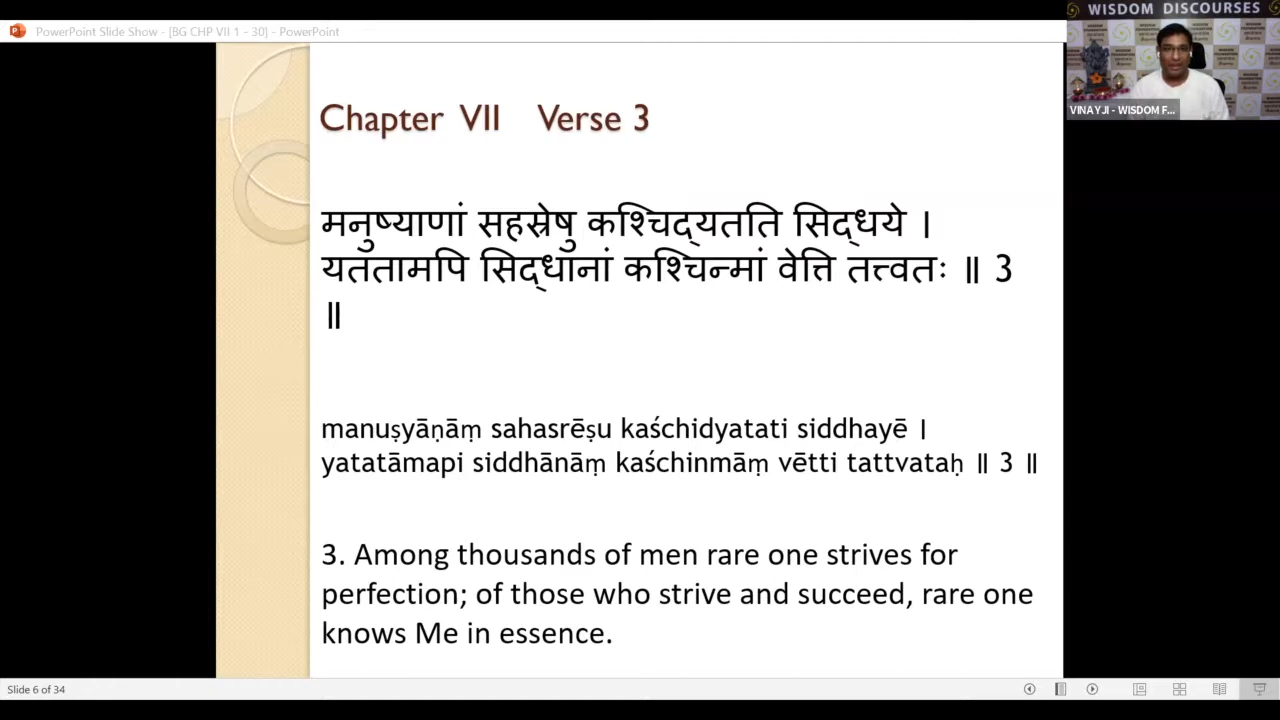 PowerPoint Slide Show - [BG CHP VII 1 - 30) - PowerPoint
WISDOM DISCOURSES
VINAYJI - WISDOM F...
Chapter VII Verse 3
मनुष्याणां सहस्रेषु कश्चिद्यतति सिद्धये ।
यततामपि सिद्धानां कश्चिन्मां वेत्ति तत्त्वतः ॥ 3
॥
manuṣyāṇāṃ sahasrēṣu kaśchidyatati siddhayē ।
yatatāmapi siddhānāṃ kaśchinmāṃ vētti tattvataḥ ॥ 3 ॥
3. Among thousands of men rare one strives for
perfection; of those who strive and succeed, rare one
knows Me in essence.
Slide 6 of 34